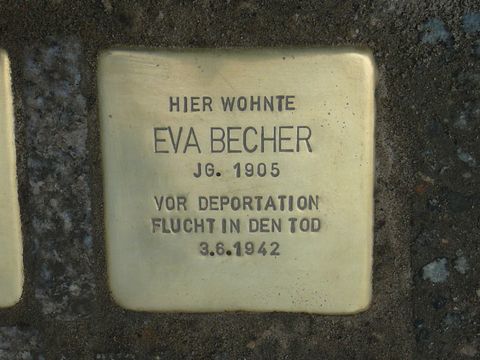 HIER WOHNTE
EVA BECHER
JG. 1905
VOR DEPORTATION
FLUCHT IN DEN TOD
3.6.1942